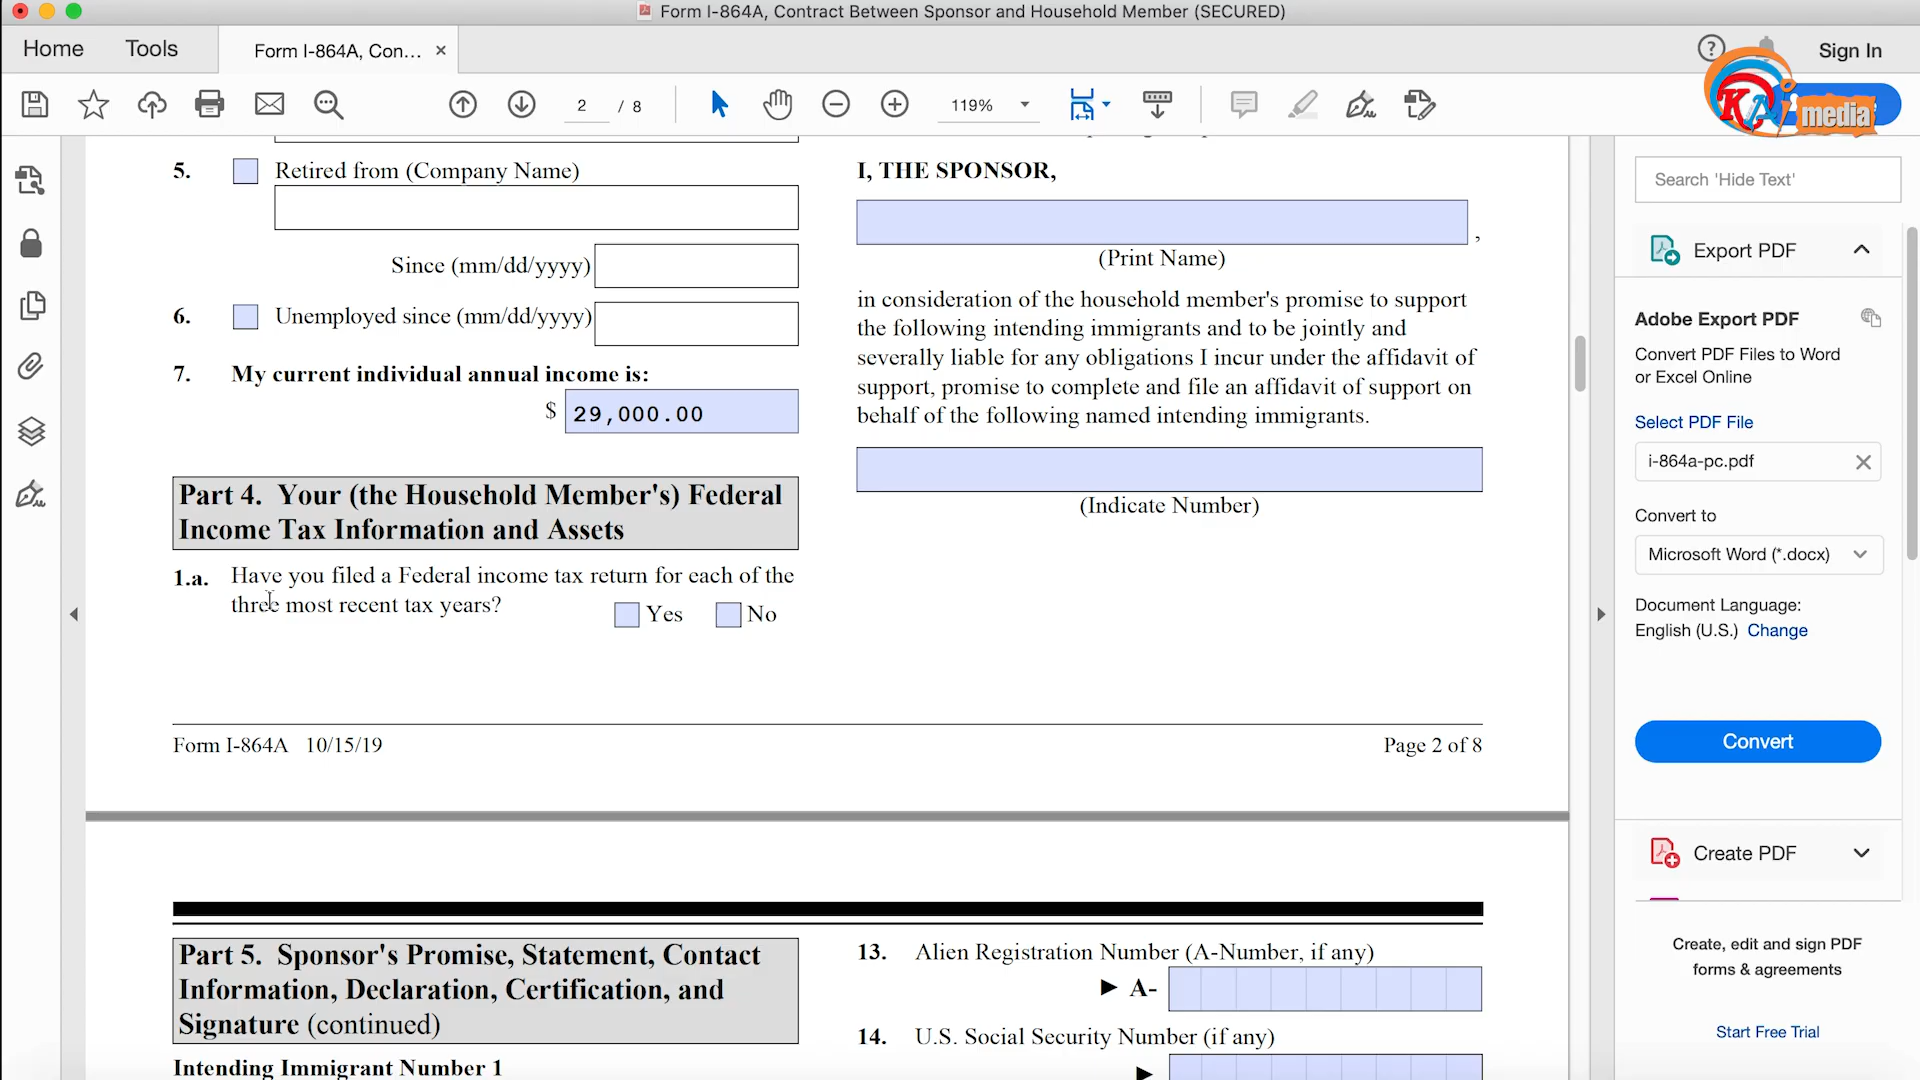 Form I-864A, Contract Between Sponsor and Household Member (SECURED)
Home
Tools
Form I-864A, Con...
Sign In
KAi media
2 / 8
119%
5. Retired from (Company Name)
Since (mm/dd/yyyy)
6. Unemployed since (mm/dd/yyyy)
7. My current individual annual income is:
$ 29,000.00
Part 4. Your (the Household Member's) Federal
Income Tax Information and Assets
1.a. Have you filed a Federal income tax return for each of the
three most recent tax years?
Yes
No
I, THE SPONSOR,
,
(Print Name)
in consideration of the household member's promise to support
the following intending immigrants and to be jointly and
severally liable for any obligations I incur under the affidavit of
support, promise to complete and file an affidavit of support on
behalf of the following named intending immigrants.
(Indicate Number)
Form I-864A 10/15/19
Page 2 of 8
Part 5. Sponsor's Promise, Statement, Contact
Information, Declaration, Certification, and
Signature (continued)
Intending Immigrant Number 1
13. Alien Registration Number (A-Number, if any)
A-
14. U.S. Social Security Number (if any)
Search 'Hide Text'
Export PDF
Adobe Export PDF
Convert PDF Files to Word
or Excel Online
Select PDF File
i-864a-pc.pdf
Convert to
Microsoft Word (*.docx)
Document Language:
English (U.S.) Change
Convert
Create PDF
Create, edit and sign PDF
forms & agreements
Start Free Trial